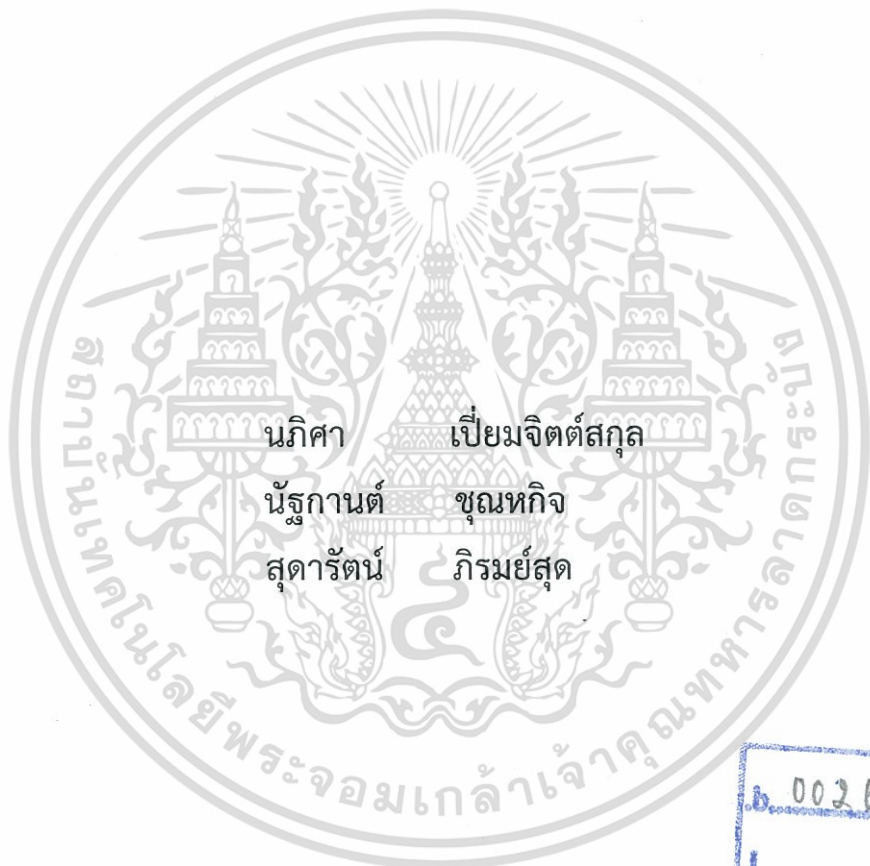 นภิศา เปี่ยมจิตต์สกุล
นัฐกานต์ ชุณหกิจ
สุดารัตน์ ภิรมย์สุด
๔
สถาบันเทคโนโลยีพระจอมเกล้าเจ้าคุณทหารลาดกระบัง
b. 002